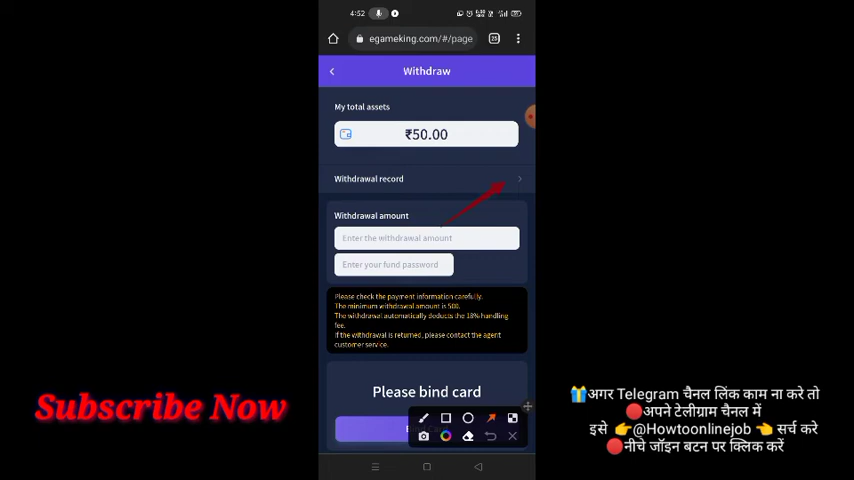 4:52
25
egameking.com/#/page
Withdraw
My total assets
₹50.00
Withdrawal record
Withdrawal amount
Enter the withdrawal amount
Enter your fund password
Please check the payment information carefully.
The minimum withdraweal amount is 500.
The withdrawal automatically deducts the 18% handling
fee.
If the withdrawal is returned, please contact the agent
customer service.
Please bind card
Subscribe Now
🎁अगर Telegram चैनल लिंक काम ना करे तो
🔴अपने टेलीग्राम चैनल में
इसे 👉@Howtoonlinejob 👈 सर्च करे
🔴नीचे जॉइन बटन पर क्लिक करें